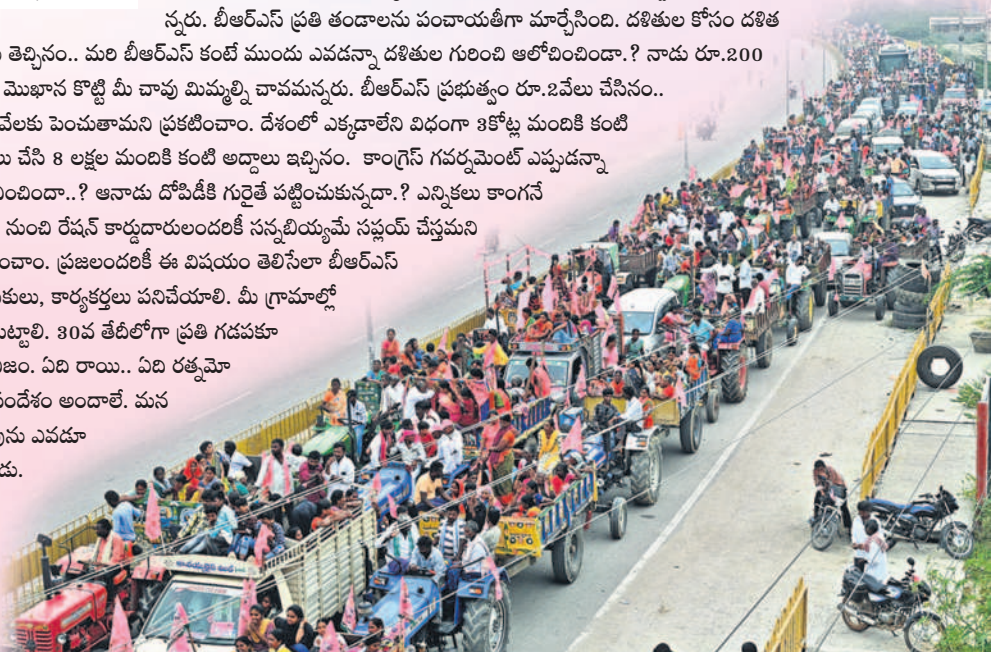 న్నరు. బీఆర్ఎస్ ప్రతి తండాలను పంచాయతీగా మార్చేసింది. దళితుల కోసం దళిత
తెచ్చినం.. మరి బీఆర్ఎస్ కంటే ముందు ఎవడన్నా దళితుల గురించి ఆలోచించిండా.? నాడు రూ.200
మొఖాన కొట్టి మీ చావు మిమ్మల్ని చావమన్నరు. బీఆర్ఎస్ ప్రభుత్వం రూ.2వేలు చేసినం..
వేలకు పెంచుతామని ప్రకటించాం. దేశంలో ఎక్కడాలేని విధంగా 3కోట్ల మందికి కంటి
లు చేసి 8 లక్షల మందికి కంటి అద్దాలు ఇచ్చినం. కాంగ్రెస్ గవర్నమెంట్ ఎప్పుడన్నా
ంచిందా..? ఆనాడు దోపిడీకి గురైతే పట్టించుకున్నదా.? ఎన్నికలు కాంగనే
నుంచి రేషన్ కార్డుదారులందరికీ సన్నబియ్యమే సప్లయ్ చేస్తమని
ంచాం. ప్రజలందరికీ ఈ విషయం తెలిసేలా బీఆర్ఎస్
కులు, కార్యకర్తలు పనిచేయాలి. మీ గ్రామాల్లో
ట్టాలి. 30వ తేదీలోగా ప్రతి గడపకూ
జం. ఏది రాయి.. ఏది రత్నమో
సందేశం అందాలే. మన
ను ఎవడూ
డు.